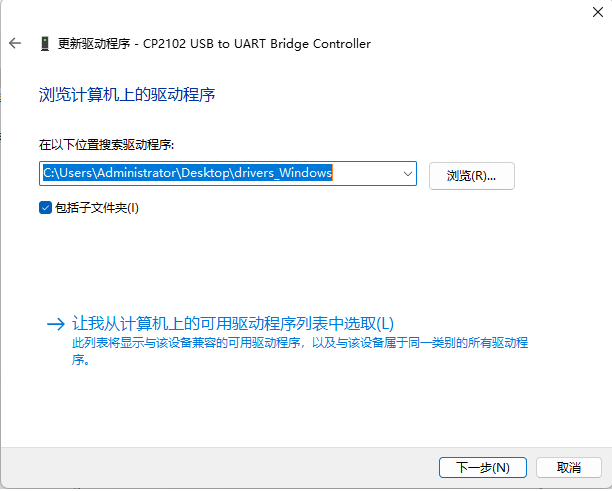 更新驱动程序 - CP2102 USB to UART Bridge Controller
浏览计算机上的驱动程序
在以下位置搜索驱动程序:
C:\Users\Administrator\Desktop\drivers_Windows
浏览(R)...
包括子文件夹(I)
让我从计算机上的可用驱动程序列表中选取(L)
此列表将显示与该设备兼容的可用驱动程序，以及与该设备属于同一类别的所有驱动程
序。
下一步(N)
取消